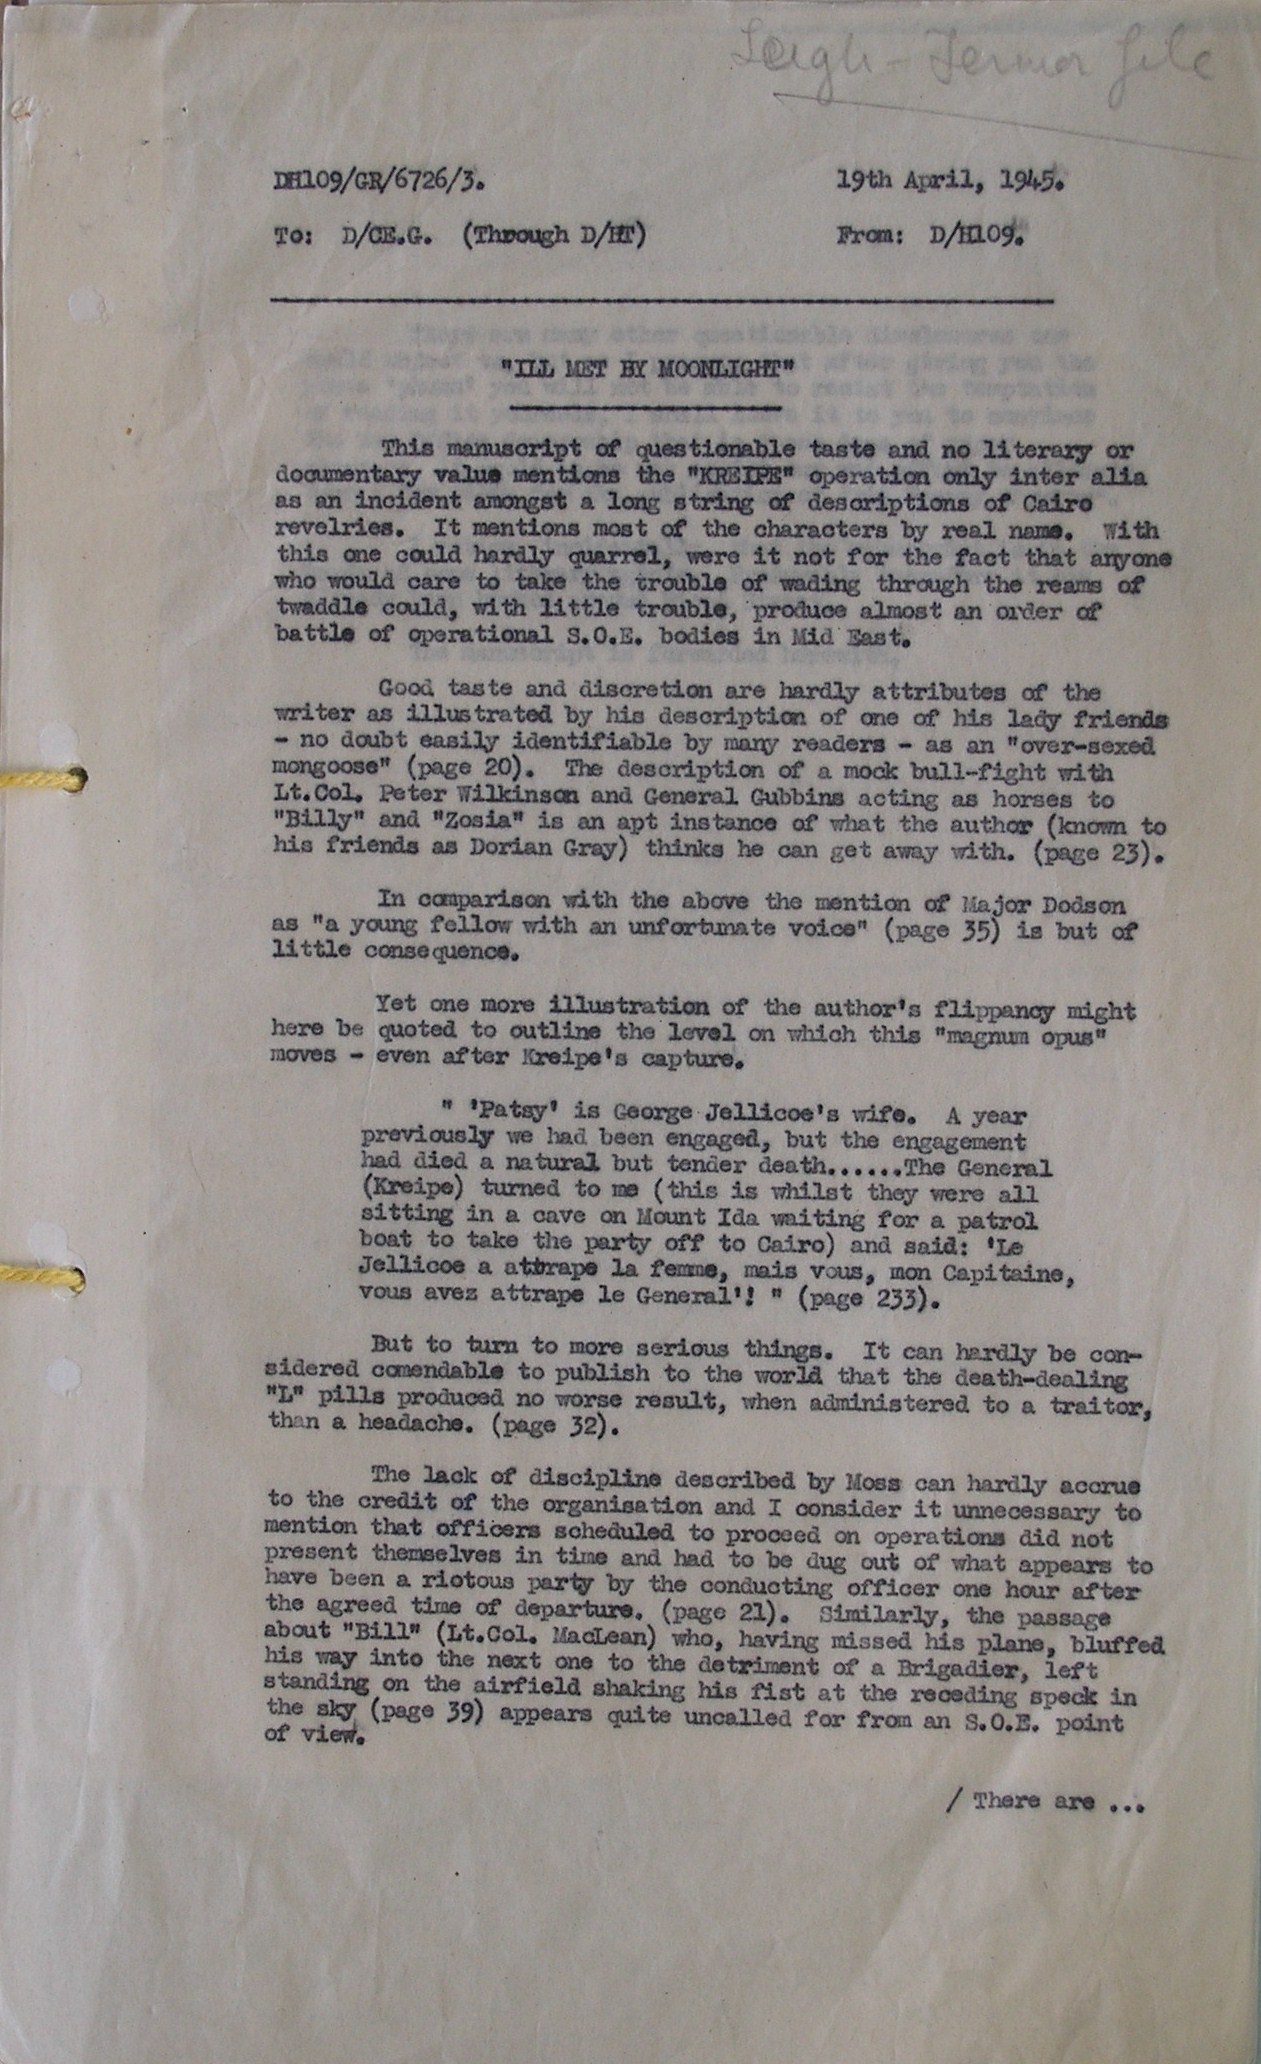 Leigh-Fermor file
DH109/GR/6726/3. 19th April, 1945.
To: D/CE.G. (Through D/HT) From: D/H109.
"ILL MET BY MOONLIGHT"
This manuscript of questionable taste and no literary or
documentary value mentions the "KREIPE" operation only inter alia
as an incident amongst a long string of descriptions of Cairo
revelries. It mentions most of the characters by real name. With
this one could hardly quarrel, were it not for the fact that anyone
who would care to take the trouble of wading through the reams of
twaddle could, with little trouble, produce almost an order of
battle of operational S.O.E. bodies in Mid East.
Good taste and discretion are hardly attributes of the
writer as illustrated by his description of one of his lady friends
- no doubt easily identifiable by many readers - as an "over-sexed
mongoose" (page 20). The description of a mock bull-fight with
Lt.Col. Peter Wilkinson and General Gubbins acting as horses to
"Billy" and "Zosia" is an apt instance of what the author (known to
his friends as Dorian Gray) thinks he can get away with. (page 23).
In comparison with the above the mention of Major Dodson
as "a young fellow with an unfortunate voice" (page 35) is but of
little consequence.
Yet one more illustration of the author's flippancy might
here be quoted to outline the level on which this "magnum opus"
moves - even after Kreipe's capture.
" 'Patsy' is George Jellicoe's wife. A year
previously we had been engaged, but the engagement
had died a natural but tender death......The General
(Kreipe) turned to me (this is whilst they were all
sitting in a cave on Mount Ida waiting for a patrol
boat to take the party off to Cairo) and said: 'Le
Jellicoe a attrape la femme, mais vous, mon Capitaine,
vous avez attrape le General'! " (page 233).
But to turn to more serious things. It can hardly be con-
sidered comendable to publish to the world that the death-dealing
"L" pills produced no worse result, when administered to a traitor,
than a headache. (page 32).
The lack of discipline described by Moss can hardly accrue
to the credit of the organisation and I consider it unnecessary to
mention that officers scheduled to proceed on operations did not
present themselves in time and had to be dug out of what appears to
have been a riotous party by the conducting officer one hour after
the agreed time of departure. (page 21). Similarly, the passage
about "Bill" (Lt.Col. MacLean) who, having missed his plane, bluffed
his way into the next one to the detriment of a Brigadier, left
standing on the airfield shaking his fist at the receding speck in
the sky (page 39) appears quite uncalled for from an S.O.E. point
of view.
/ There are ...